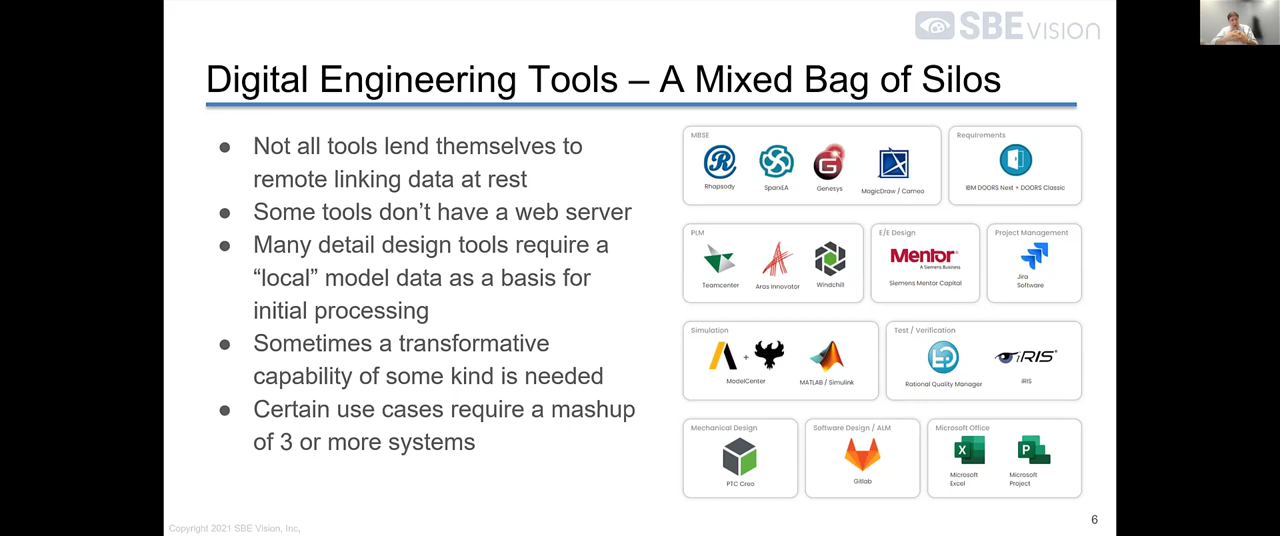 SBE VISION
Digital Engineering Tools – A Mixed Bag of Silos
● Not all tools lend themselves to
remote linking data at rest
● Some tools don’t have a web server
● Many detail design tools require a
“local” model data as a basis for
initial processing
● Sometimes a transformative
capability of some kind is needed
● Certain use cases require a mashup
of 3 or more systems
MBSE
Rhapsody
SparxEA
Genesys
MagicDraw / Cameo
Requirements
IBM DOORS Next + DOORS Classic
PLM
Teamcenter
Aras Innovator
Windchill
E/E Design
Mentor
A Siemens Business
Siemens Mentor Capital
Project Management
Jira
Software
Simulation
+
ModelCenter
MATLAB / Simulink
Test / Verification
Rational Quality Manager
iRIS
iRIS
Mechanical Design
PTC Creo
Software Design / ALM
Gitlab
Microsoft Office
Microsoft
Excel
Microsoft
Project
Copyright 2021 SBE Vision, Inc,
6